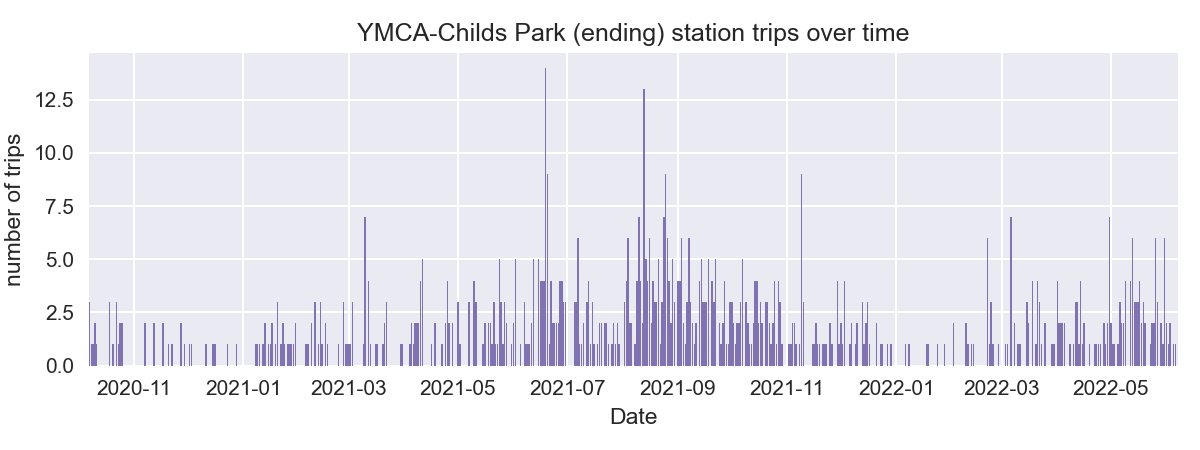 YMCA-Childs Park (ending) station trips over time
number of trips
12.5
10.0
7.5
5.0
2.5
0.0
2020-11 2021-01 2021-03 2021-05 2021-07 2021-09 2021-11 2022-01 2022-03 2022-05
Date